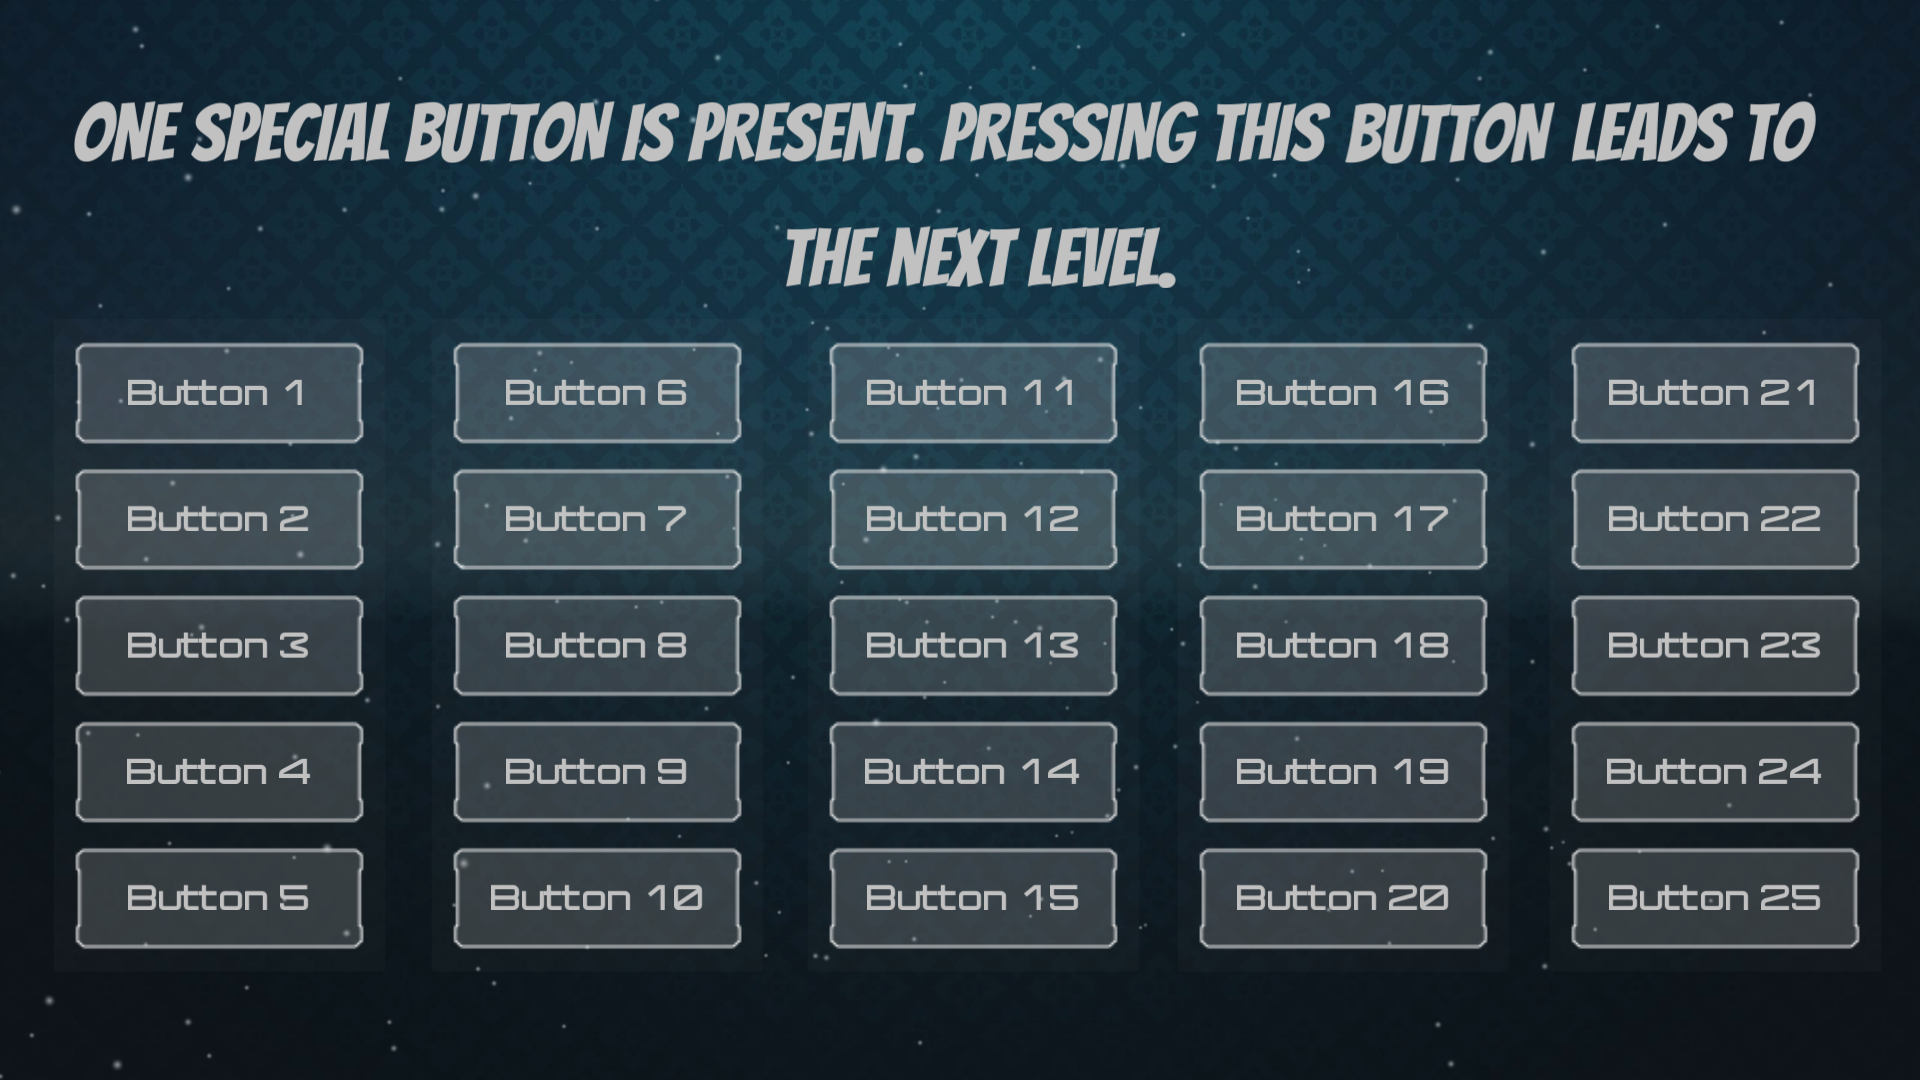 ONE SPECIAL BUTTON IS PRESENT. PRESSING THIS BUTTON LEADS TO
THE NEXT LEVEL.
Button 1
Button 6
Button 11
Button 16
Button 21
Button 2
Button 7
Button 12
Button 17
Button 22
Button 3
Button 8
Button 13
Button 18
Button 23
Button 4
Button 9
Button 14
Button 19
Button 24
Button 5
Button 10
Button 15
Button 20
Button 25